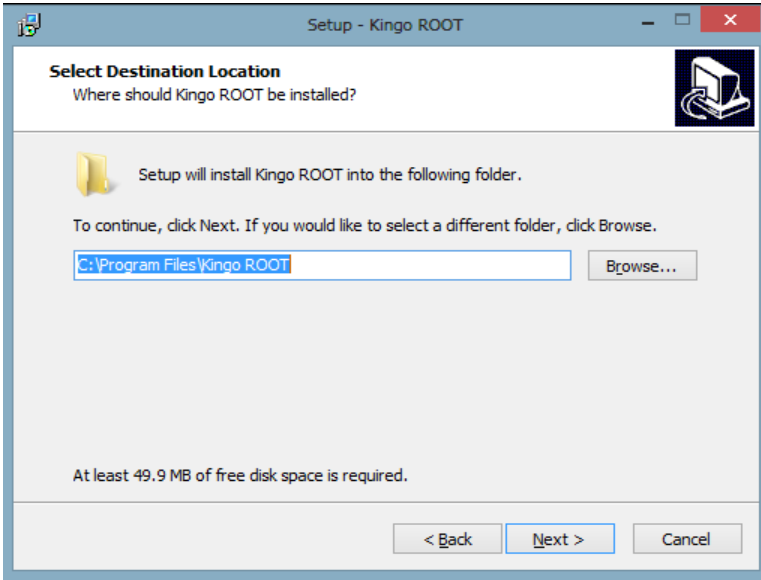 Setup - Kingo ROOT
Select Destination Location
Where should Kingo ROOT be installed?
Setup will install Kingo ROOT into the following folder.
To continue, click Next. If you would like to select a different folder, click Browse.
C:\Program Files\Kingo ROOT
Browse...
At least 49.9 MB of free disk space is required.
< Back
Next >
Cancel